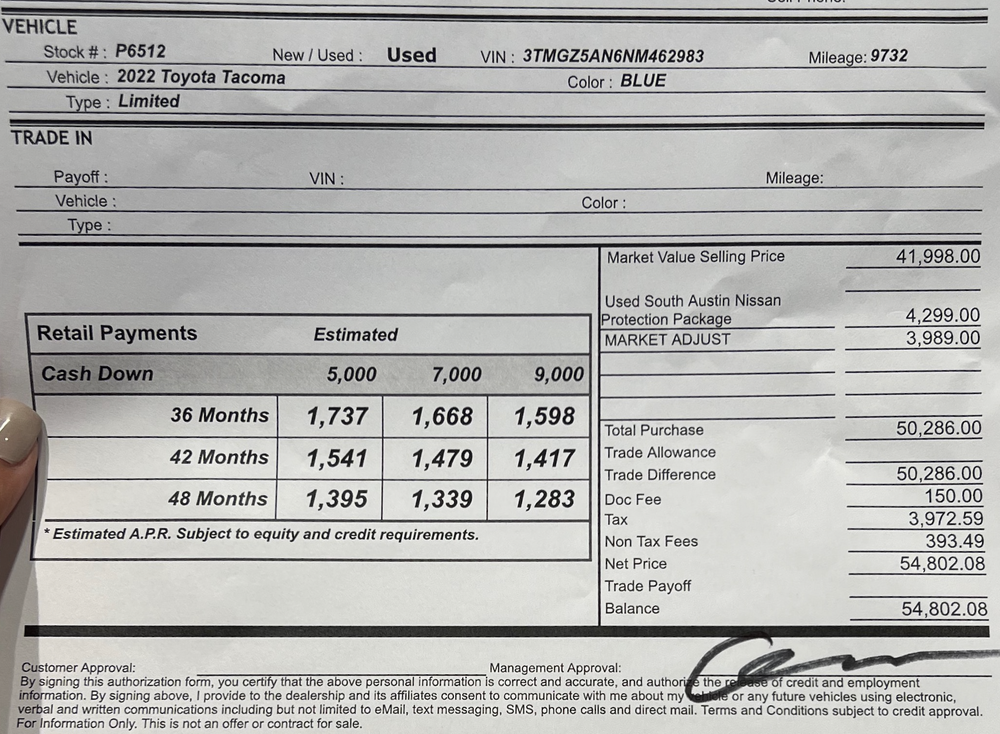 VEHICLE
Stock # : P6512 New / Used : Used VIN : 3TMGZ5AN6NM462983 Mileage: 9732
Vehicle : 2022 Toyota Tacoma Color : BLUE
Type : Limited
TRADE IN
Payoff : VIN : Mileage:
Vehicle : Color :
Type :
Market Value Selling Price 41,998.00
Used South Austin Nissan
Protection Package 4,299.00
MARKET ADJUST 3,989.00
Retail Payments Estimated
Cash Down 5,000 7,000 9,000
36 Months 1,737 1,668 1,598
42 Months 1,541 1,479 1,417
48 Months 1,395 1,339 1,283
* Estimated A.P.R. Subject to equity and credit requirements.
Total Purchase 50,286.00
Trade Allowance
Trade Difference 50,286.00
Doc Fee 150.00
Tax 3,972.59
Non Tax Fees 393.49
Net Price 54,802.08
Trade Payoff
Balance 54,802.08
Customer Approval: Management Approval:
By signing this authorization form, you certify that the above personal information is correct and accurate, and authorize the release of credit and employment
information. By signing above, I provide to the dealership and its affiliates consent to communicate with me about my vehicle or any future vehicles using electronic,
verbal and written communications including but not limited to eMail, text messaging, SMS, phone calls and direct mail. Terms and Conditions subject to credit approval.
For Information Only. This is not an offer or contract for sale.